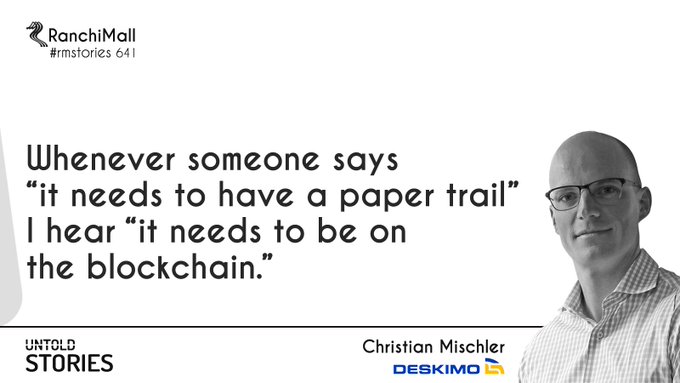 RanchiMall
#rmstories 641
Whenever someone says
“it needs to have a paper trail”
I hear “it needs to be on
the blockchain.”
UNTOLD
STORIES
Christian Mischler
DESKIMO